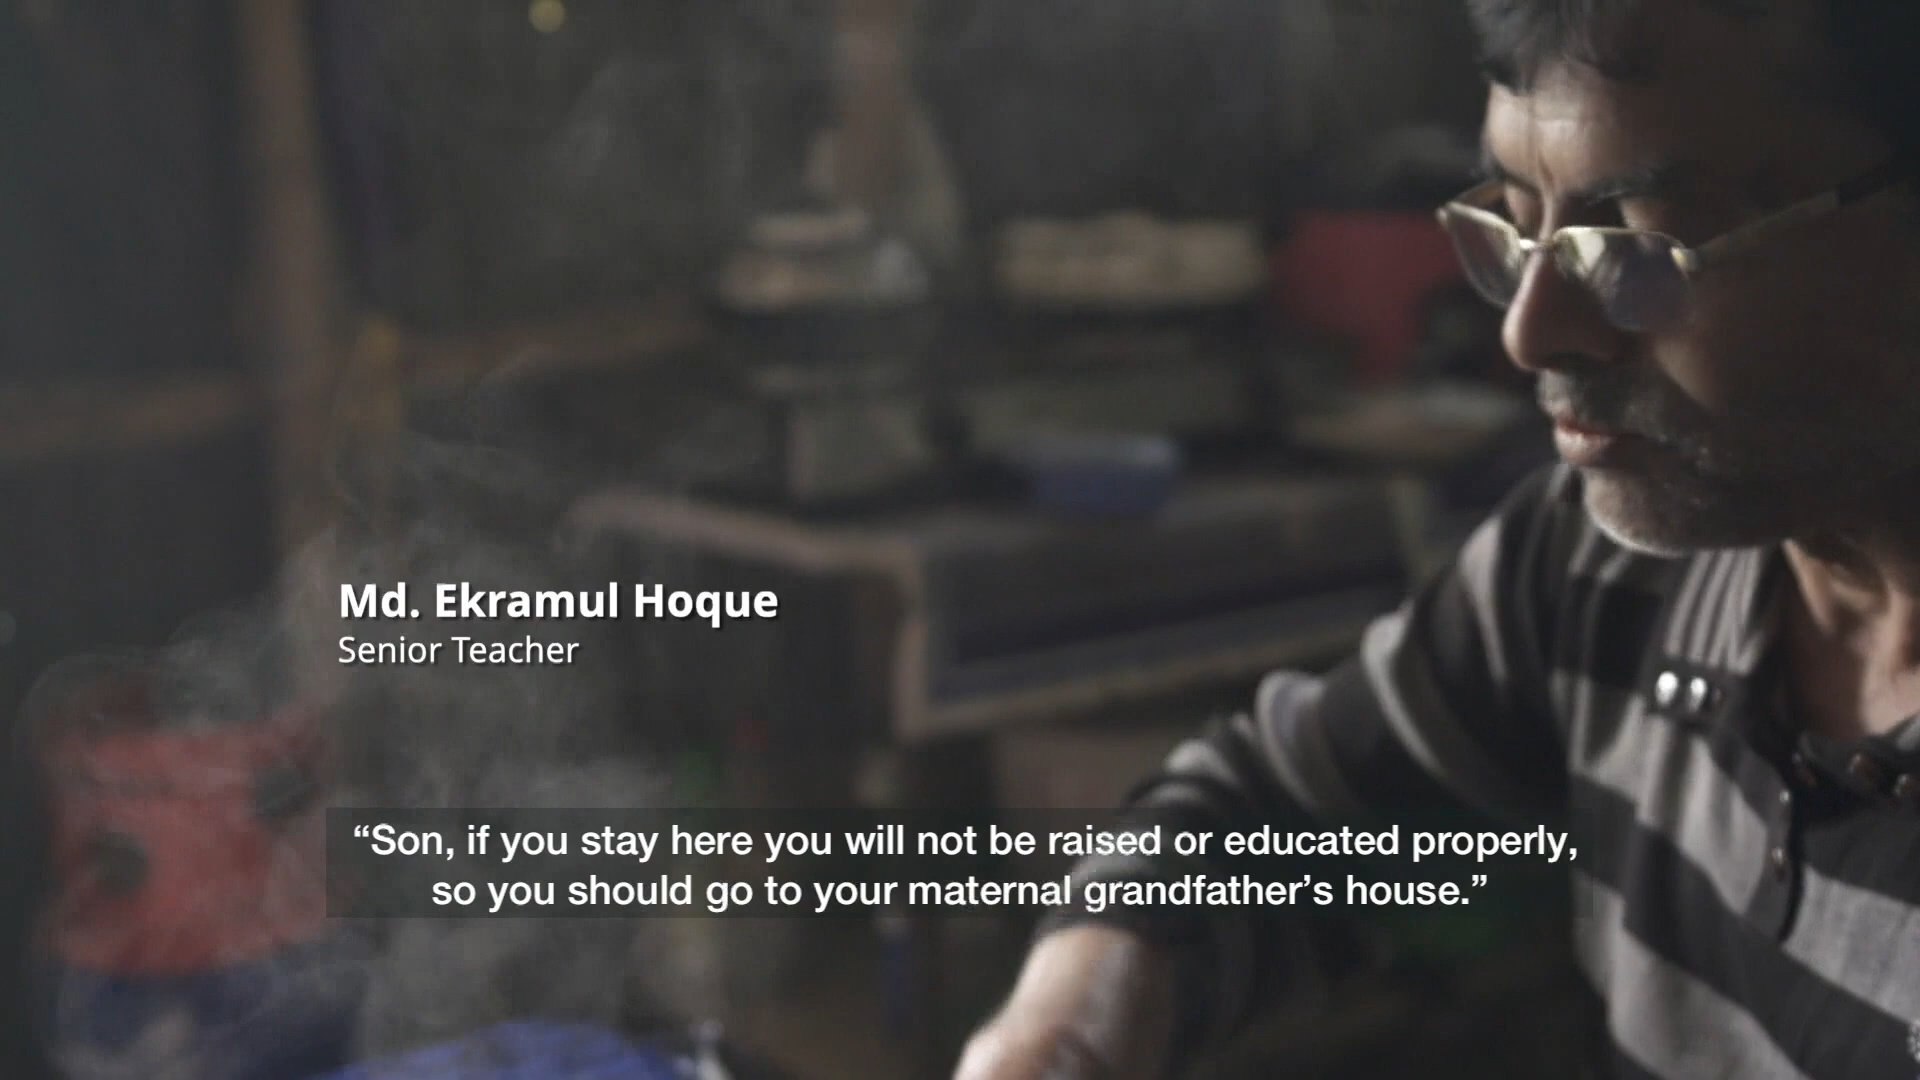 Md. Ekramul Hoque
Senior Teacher
“Son, if you stay here you will not be raised or educated properly,
so you should go to your maternal grandfather’s house.”